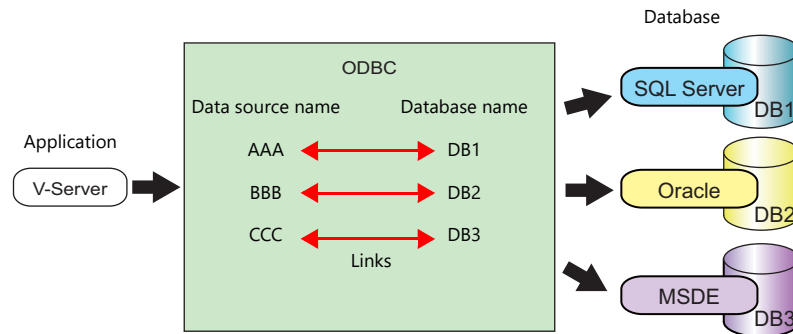 Database
ODBC
SQL Server
DB1
Data source name
Database name
Application
AAA
DB1
V-Server
BBB
DB2
Oracle
DB2
CCC
DB3
Links
MSDE
DB3